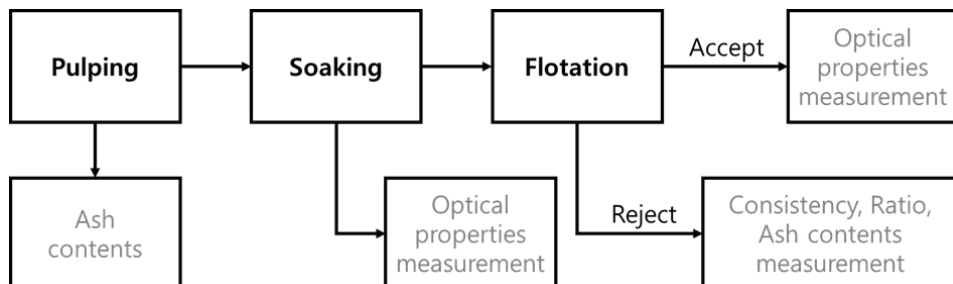 Pulping
Soaking
Flotation
Accept
Optical
properties
measurement
Ash
contents
Optical
properties
measurement
Reject
Consistency, Ratio,
Ash contents
measurement